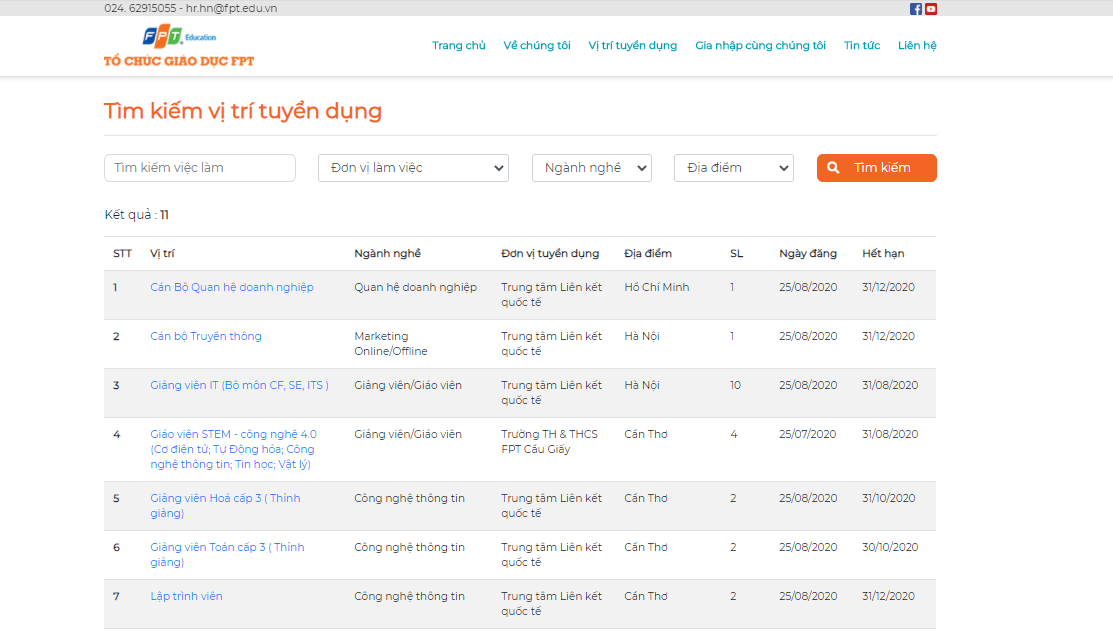 024. 62915055 - hr.hn@fpt.edu.vn
FPT Education
TỔ CHỨC GIÁO DỤC FPT
Trang chủ Về chúng tôi Vị trí tuyển dụng Gia nhập cùng chúng tôi Tin tức Liên hệ
Tìm kiếm vị trí tuyển dụng
Tìm kiếm việc làm Đơn vị làm việc Ngành nghề Địa điểm Tìm kiếm
Kết quả : 11
STT Vị trí Ngành nghề Đơn vị tuyển dụng Địa điểm SL Ngày đăng Hết hạn
1 Cán Bộ Quan hệ doanh nghiệp Quan hệ doanh nghiệp Trung tâm Liên kết Hồ Chí Minh 1 25/08/2020 31/12/2020
quốc tế
2 Cán bộ Truyền thông Marketing Trung tâm Liên kết Hà Nội 1 25/08/2020 31/12/2020
Online/Offline quốc tế
3 Giảng viên IT (Bộ môn CF, SE, ITS ) Giảng viên/Giáo viên Trung tâm Liên kết Hà Nội 10 25/08/2020 31/08/2020
quốc tế
4 Giáo viên STEM - công nghệ 4.0 Giảng viên/Giáo viên Trường TH & THCS Cần Thơ 4 25/07/2020 31/08/2020
(Cơ điện tử; Tự Động hóa; Công FPT Cầu Giấy
nghệ thông tin; Tin học; Vật lý)
5 Giảng viên Hoá cấp 3 ( Thỉnh Công nghệ thông tin Trung tâm Liên kết Cần Thơ 2 25/08/2020 31/10/2020
giảng) quốc tế
6 Giảng viên Toán cấp 3 ( Thỉnh Công nghệ thông tin Trung tâm Liên kết Cần Thơ 2 25/08/2020 30/10/2020
giảng) quốc tế
7 Lập trình viên Công nghệ thông tin Trung tâm Liên kết Cần Thơ 2 25/08/2020 31/12/2020
quốc tế